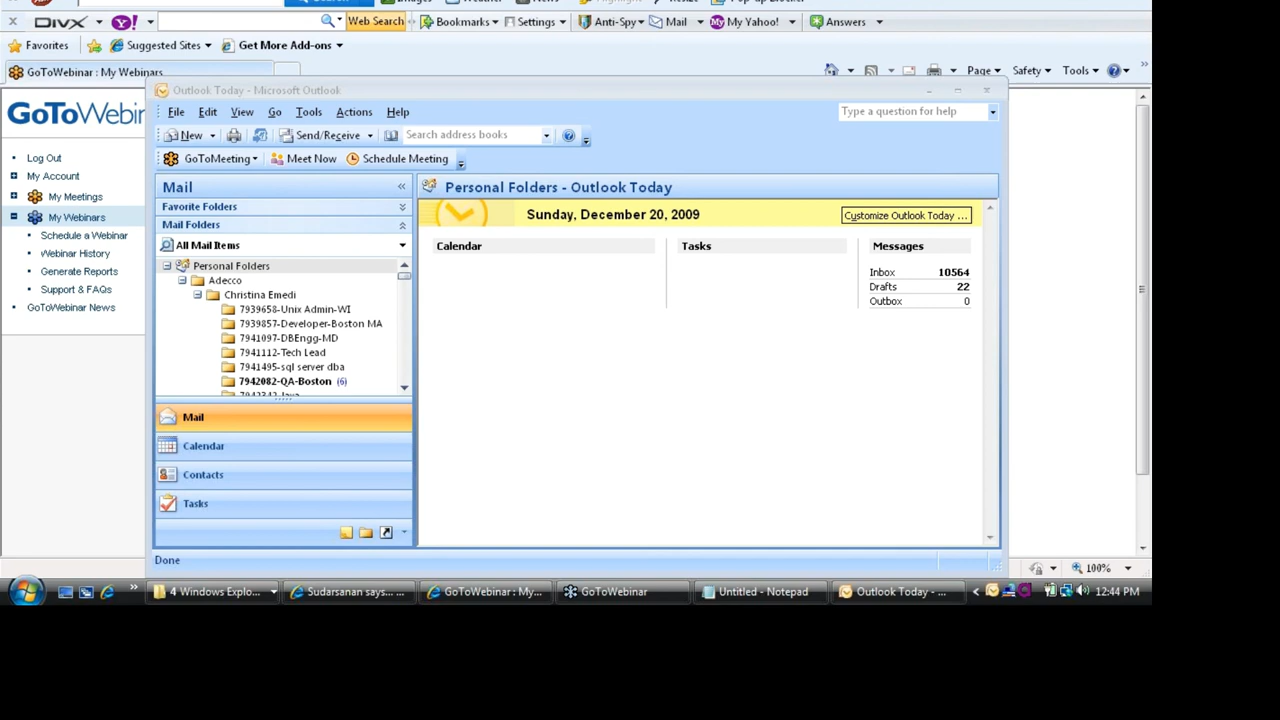 Search
Images
News
Resize
Pop-up Blocker
DIVX
Y!
Web Search
Bookmarks
Settings
Anti-Spy
Mail
My Yahoo!
Answers
Favorites
Suggested Sites
Get More Add-ons
GoToWebinar : My Webinars
Page
Safety
Tools
GoToWebin
Log Out
My Account
My Meetings
My Webinars
Schedule a Webinar
Webinar History
Generate Reports
Support & FAQs
GoToWebinar News
Outlook Today - Microsoft Outlook
File Edit View Go Tools Actions Help
Type a question for help
New
Send/Receive
Search address books
GoToMeeting
Meet Now
Schedule Meeting
Mail
Favorite Folders
Mail Folders
All Mail Items
Personal Folders
Adecco
Christina Emedi
7939658-Unix Admin-WI
7939857-Developer-Boston MA
7941097-DBEngg-MD
7941112-Tech Lead
7941495-sql server dba
7942082-QA-Boston (6)
Mail
Calendar
Contacts
Tasks
Personal Folders - Outlook Today
Sunday, December 20, 2009
Customize Outlook Today ...
Calendar
Tasks
Messages
Inbox 10564
Drafts 22
Outbox 0
Done
100%
4 Windows Explo...
Sudarsanan says...
GoToWebinar : My...
GoToWebinar
Untitled - Notepad
Outlook Today - ...
12:44 PM